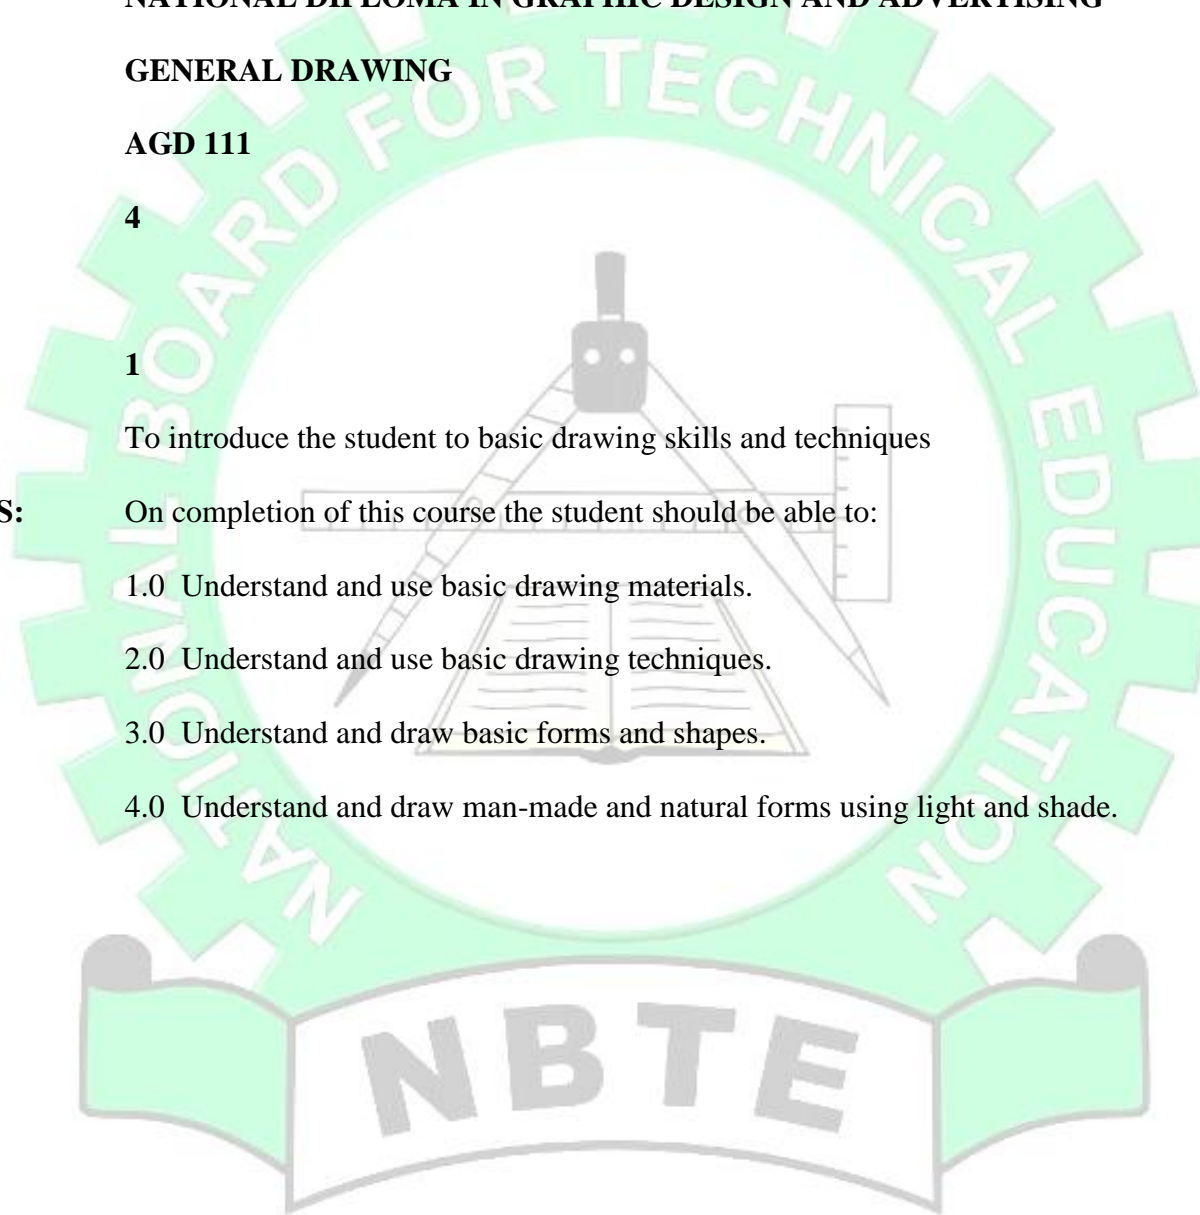 NATIONAL DIPLOMA IN GRAPHIC DESIGN AND ADVERTISING
GENERAL DRAWING
AGD 111
4
1
To introduce the student to basic drawing skills and techniques
S: On completion of this course the student should be able to:
1.0 Understand and use basic drawing materials.
2.0 Understand and use basic drawing techniques.
3.0 Understand and draw basic forms and shapes.
4.0 Understand and draw man-made and natural forms using light and shade.
NATIONAL BOARD FOR TECHNICAL EDUCATION
NBTE